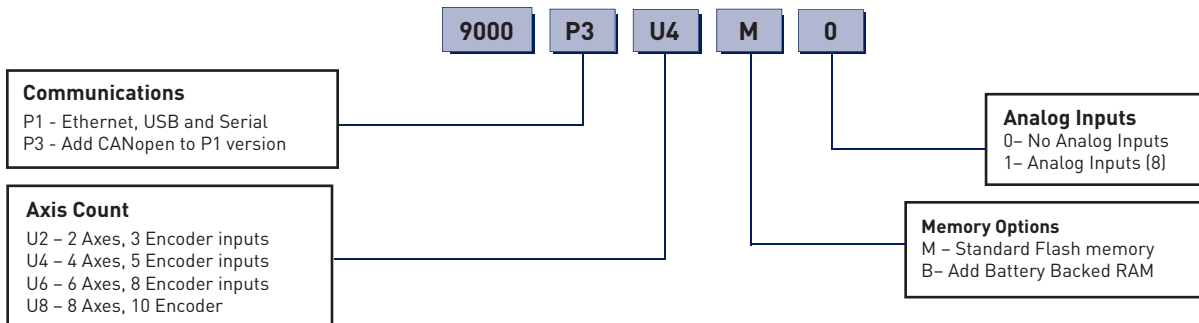 9000 P3 U4 M 0
Communications
P1 - Ethernet, USB and Serial
P3 - Add CANopen to P1 version
Axis Count
U2 – 2 Axes, 3 Encoder inputs
U4 – 4 Axes, 5 Encoder inputs
U6 – 6 Axes, 8 Encoder inputs
U8 – 8 Axes, 10 Encoder
Analog Inputs
0– No Analog Inputs
1– Analog Inputs (8)
Memory Options
M – Standard Flash memory
B– Add Battery Backed RAM